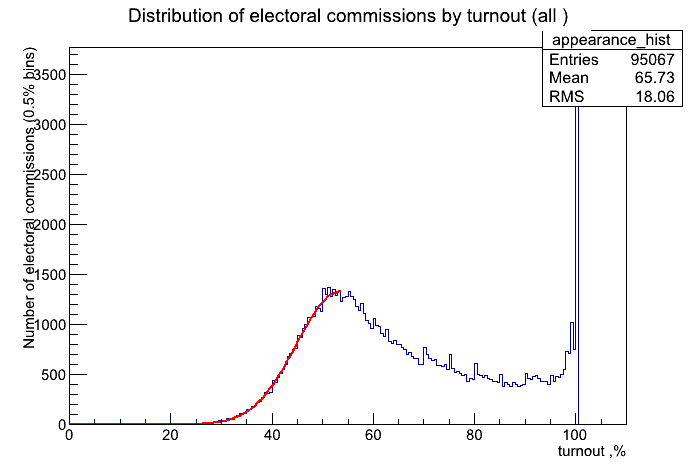 Distribution of electoral commissions by turnout (all )
appearance_hist
Entries 95067
Mean 65.73
RMS 18.06
Number of electoral commissions (0.5% bins)
3500
3000
2500
2000
1500
1000
500
0
0 20 40 60 80 100
turnout ,%